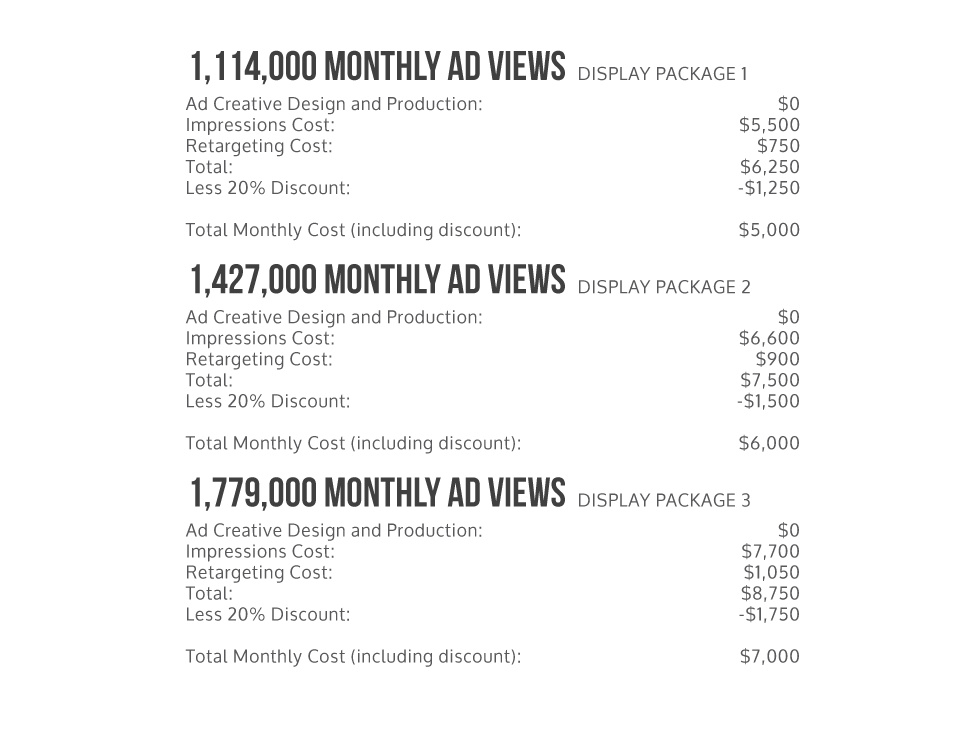 1,114,000 MONTHLY AD VIEWS DISPLAY PACKAGE 1
Ad Creative Design and Production: $0
Impressions Cost: $5,500
Retargeting Cost: $750
Total: $6,250
Less 20% Discount: -$1,250
Total Monthly Cost (including discount): $5,000
1,427,000 MONTHLY AD VIEWS DISPLAY PACKAGE 2
Ad Creative Design and Production: $0
Impressions Cost: $6,600
Retargeting Cost: $900
Total: $7,500
Less 20% Discount: -$1,500
Total Monthly Cost (including discount): $6,000
1,779,000 MONTHLY AD VIEWS DISPLAY PACKAGE 3
Ad Creative Design and Production: $0
Impressions Cost: $7,700
Retargeting Cost: $1,050
Total: $8,750
Less 20% Discount: -$1,750
Total Monthly Cost (including discount): $7,000